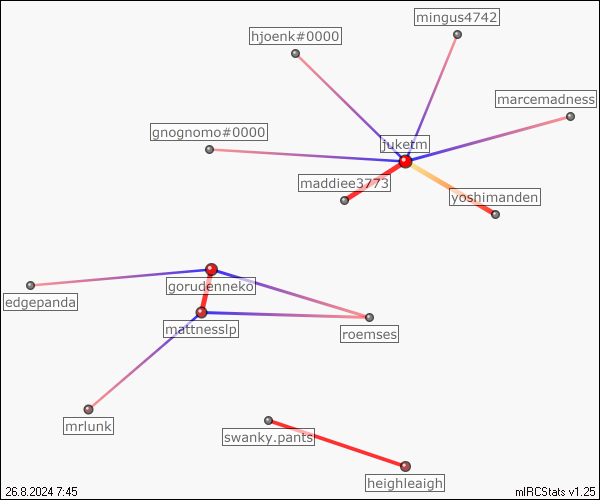 mingus4742
hjoenk#0000
marcemadness
gnognomo#0000
juketm
maddiee3773
yoshimanden
gorudenneko
edgepanda
mattnesslp
roemses
mrlunk
swanky.pants
heighleaigh
26.8.2024 7:45
mIRCStats v1.25